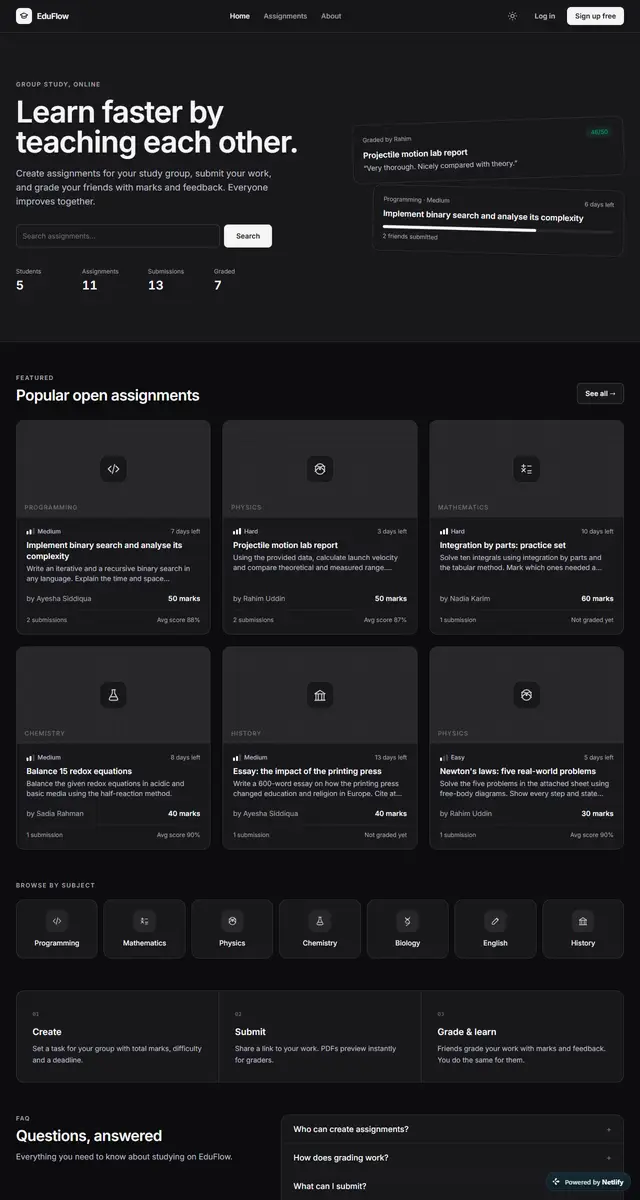 EduFlow
Home
Assignments
About
Log in
Sign up free
GROUP STUDY, ONLINE
Learn faster by
teaching each other.
Create assignments for your study group, submit your work,
and grade your friends with marks and feedback. Everyone
improves together.
Search assignments...
Search
Students
Assignments
Submissions
Graded
5
11
13
7
Graded by Rahim
46/50
Projectile motion lab report
“Very thorough. Nicely compared with theory.”
Programming · Medium
6 days left
Implement binary search and analyse its complexity
2 friends submitted
FEATURED
Popular open assignments
See all →
PROGRAMMING
Medium
7 days left
Implement binary search and analyse its
complexity
Write an iterative and a recursive binary search in
any language. Explain the time and space...
by Ayesha Siddiqua
50 marks
2 submissions
Avg score 88%
PHYSICS
Hard
3 days left
Projectile motion lab report
Using the provided data, calculate launch velocity
and compare theoretical and measured range....
by Rahim Uddin
50 marks
2 submissions
Avg score 87%
MATHEMATICS
Hard
10 days left
Integration by parts: practice set
Solve ten integrals using integration by parts and
the tabular method. Mark which ones needed a...
by Nadia Karim
60 marks
1 submission
Not graded yet
CHEMISTRY
Medium
8 days left
Balance 15 redox equations
Balance the given redox equations in acidic and
basic media using the half-reaction method.
by Sadia Rahman
40 marks
1 submission
Avg score 90%
HISTORY
Medium
13 days left
Essay: the impact of the printing press
Write a 600-word essay on how the printing press
changed education and religion in Europe. Cite at...
by Ayesha Siddiqua
40 marks
1 submission
Not graded yet
PHYSICS
Easy
5 days left
Newton's laws: five real-world problems
Solve the five problems in the attached sheet using
free-body diagrams. Show every step and state...
by Rahim Uddin
30 marks
1 submission
Avg score 90%
BROWSE BY SUBJECT
Programming
Mathematics
Physics
Chemistry
Biology
English
History
01
Create
Set a task for your group with total marks, difficulty
and a deadline.
02
Submit
Share a link to your work. PDFs preview instantly
for graders.
03
Grade & learn
Friends grade your work with marks and feedback.
You do the same for them.
FAQ
Questions, answered
Everything you need to know about studying on EduFlow.
Who can create assignments?
+
How does grading work?
+
What can I submit?
Powered by Netlify